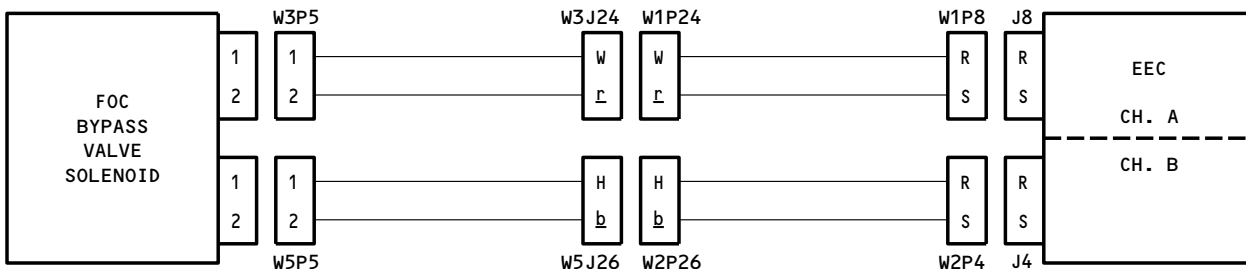 W3P5 W3J24 W1P24 W1P8 J8
1 1 W W R R
2 2 r r S S
FOC
BYPASS
VALVE
SOLENOID
EEC
CH. A
CH. B
1 1 H H R R
2 2 b b S S
W5P5 W5J26 W2P26 W2P4 J4